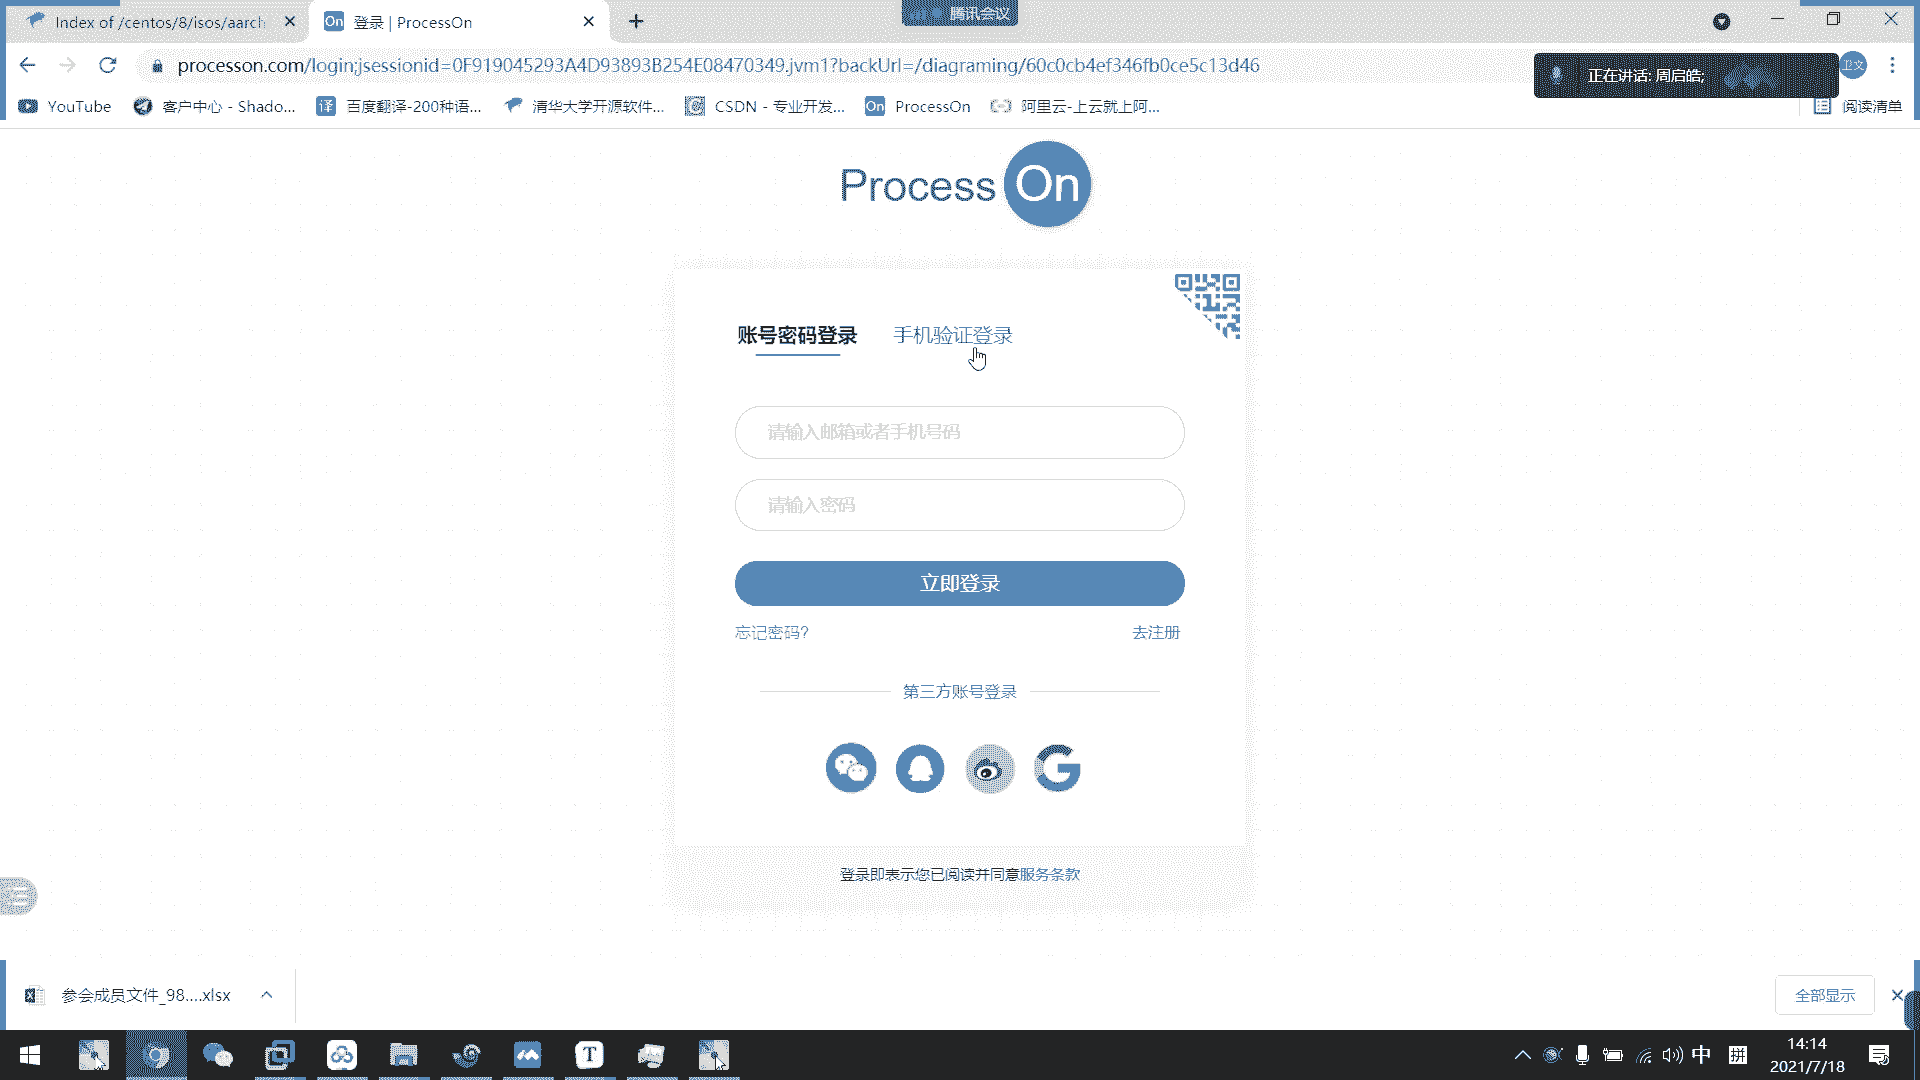 Index of /centos/8/isos/aarch
On 登录 | ProcessOn
腾讯会议
processon.com/login;jsessionid=0F919045293A4D93893B254E08470349.jvm1?backUrl=/diagraming/60c0cb4ef346fb0ce5c13d46
正在讲话: 周启皓;
卫文
YouTube
客户中心 - Shado...
译 百度翻译-200种语...
清华大学开源软件...
CSDN - 专业开发...
On ProcessOn
阿里云-上云就上阿...
阅读清单
Process On
账号密码登录
手机验证登录
请输入邮箱或者手机号码
请输入密码
立即登录
忘记密码?
去注册
第三方账号登录
登录即表示您已阅读并同意服务条款
参会成员文件_98....xlsx
全部显示
T
中
拼
14:14
2021/7/18